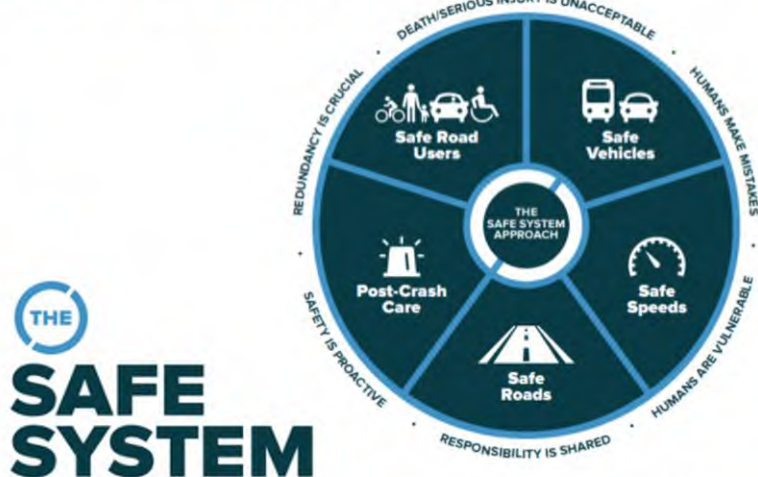 DEATH/SERIOUS INJURY IS UNACCEPTABLE
HUMANS MAKE MISTAKES
HUMANS ARE VULNERABLE
RESPONSIBILITY IS SHARED
SAFETY IS PROACTIVE
REDUNDANCY IS CRUCIAL
Safe Road
Users
Safe
Vehicles
THE
SAFE SYSTEM
APPROACH
Post-Crash
Care
Safe
Speeds
Safe
Roads
THE
SAFE
SYSTEM